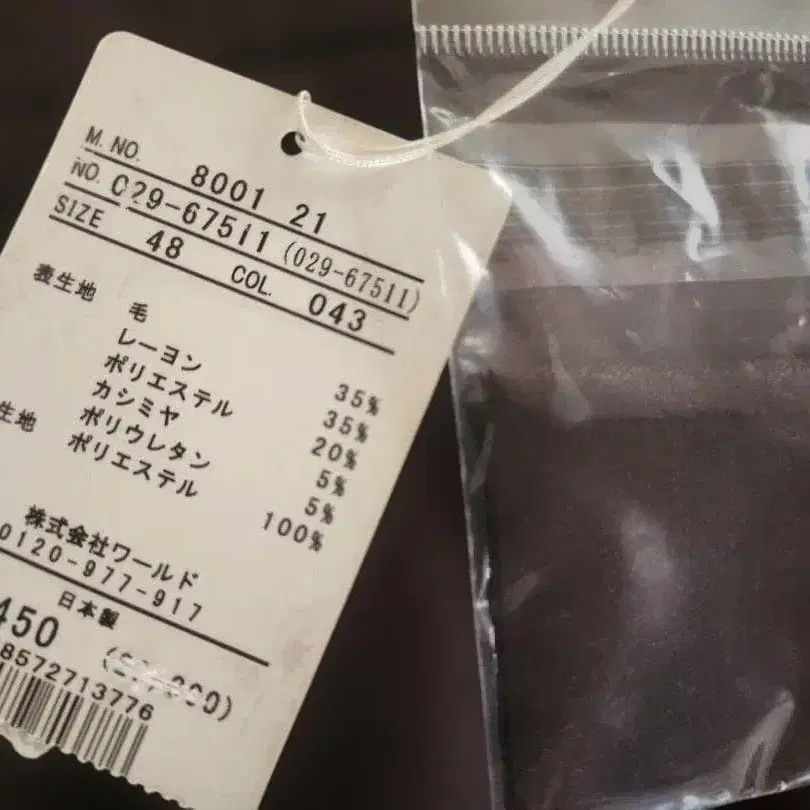 M. NO. 8001 21
NO. 029-67511 (029-67511)
SIZE 48 COL. 043
表生地 毛 35%
レーヨン 35%
ポリエステル 20%
カシミヤ 5%
ポリウレタン 5%
生地 ポリエステル 100%
株式会社ワールド
0120-977-917
日本製
450
8572713776